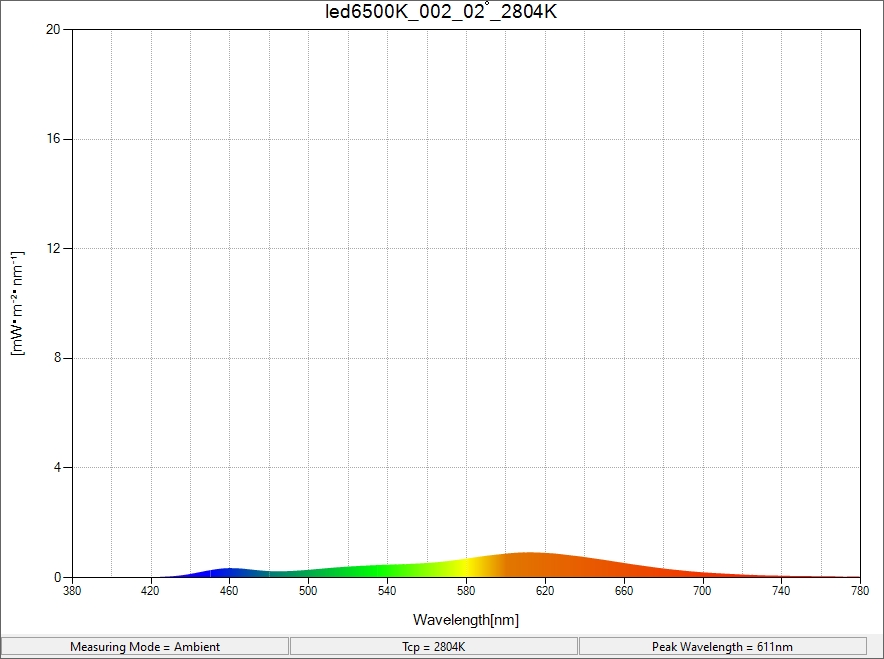 led6500K_002_02°_2804K
20
16
12
8
4
0
[mW·m⁻²·nm⁻¹]
380 420 460 500 540 580 620 660 700 740 780
Wavelength[nm]
Measuring Mode = Ambient Tcp = 2804K Peak Wavelength = 611nm